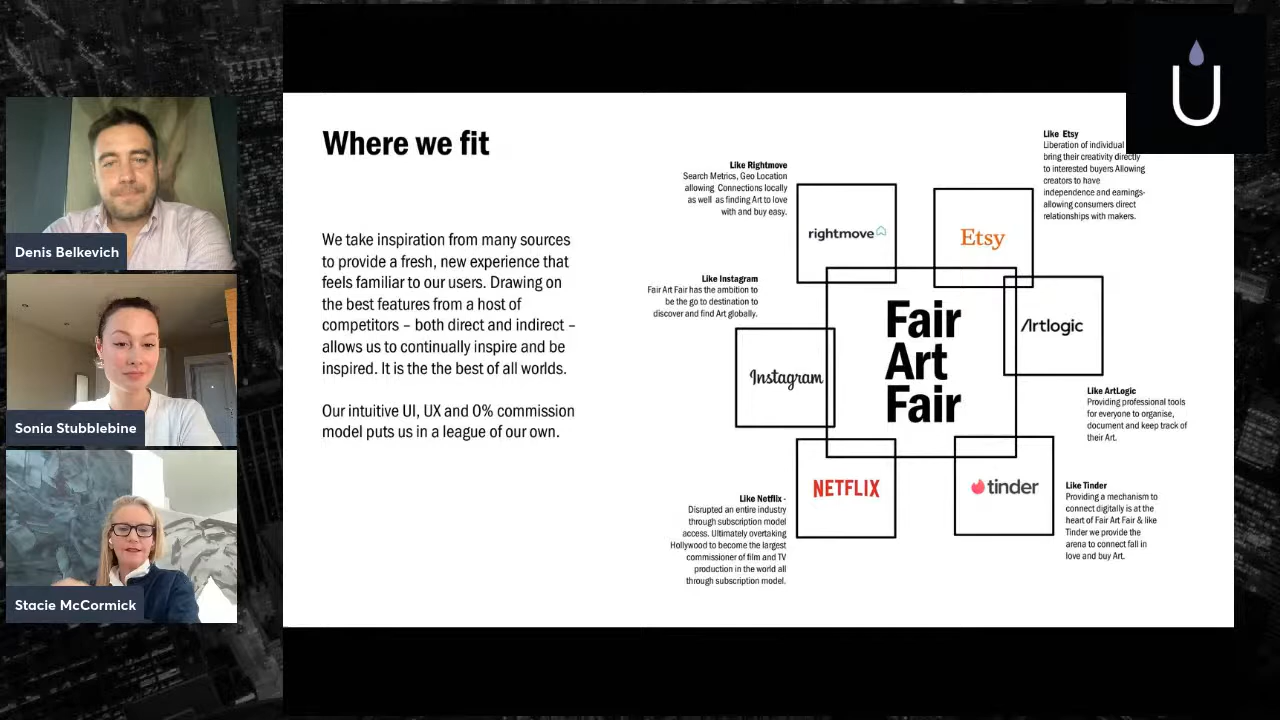 Where we fit
We take inspiration from many sources
to provide a fresh, new experience that
feels familiar to our users. Drawing on
the best features from a host of
competitors – both direct and indirect –
allows us to continually inspire and be
inspired. It is the the best of all worlds.
Our intuitive UI, UX and 0% commission
model puts us in a league of our own.
Like Rightmove
Search Metrics, Geo Location
allowing Connections locally
as well as finding Art to love
with and buy easy.
rightmove
Like Etsy
Liberation of individual
bring their creativity directly
to interested buyers Allowing
creators to have
independence and earnings-
allowing consumers direct
relationships with makers.
Etsy
Like Instagram
Fair Art Fair has the ambition to
be the go to destination to
discover and find Art globally.
Instagram
Fair
Art
Fair
Artlogic
Like ArtLogic
Providing professional tools
for everyone to organise,
document and keep track of
their Art.
Like Netflix -
Disrupted an entire industry
through subscription model
access. Ultimately overtaking
Hollywood to become the largest
commissioner of film and TV
production in the world all
through subscription model.
NETFLIX
tinder
Like Tinder
Providing a mechanism to
connect digitally is at the
heart of Fair Art Fair & like
Tinder we provide the
arena to connect fall in
love and buy Art.
Denis Belkevich
Sonia Stubblebine
Stacie McCormick
U